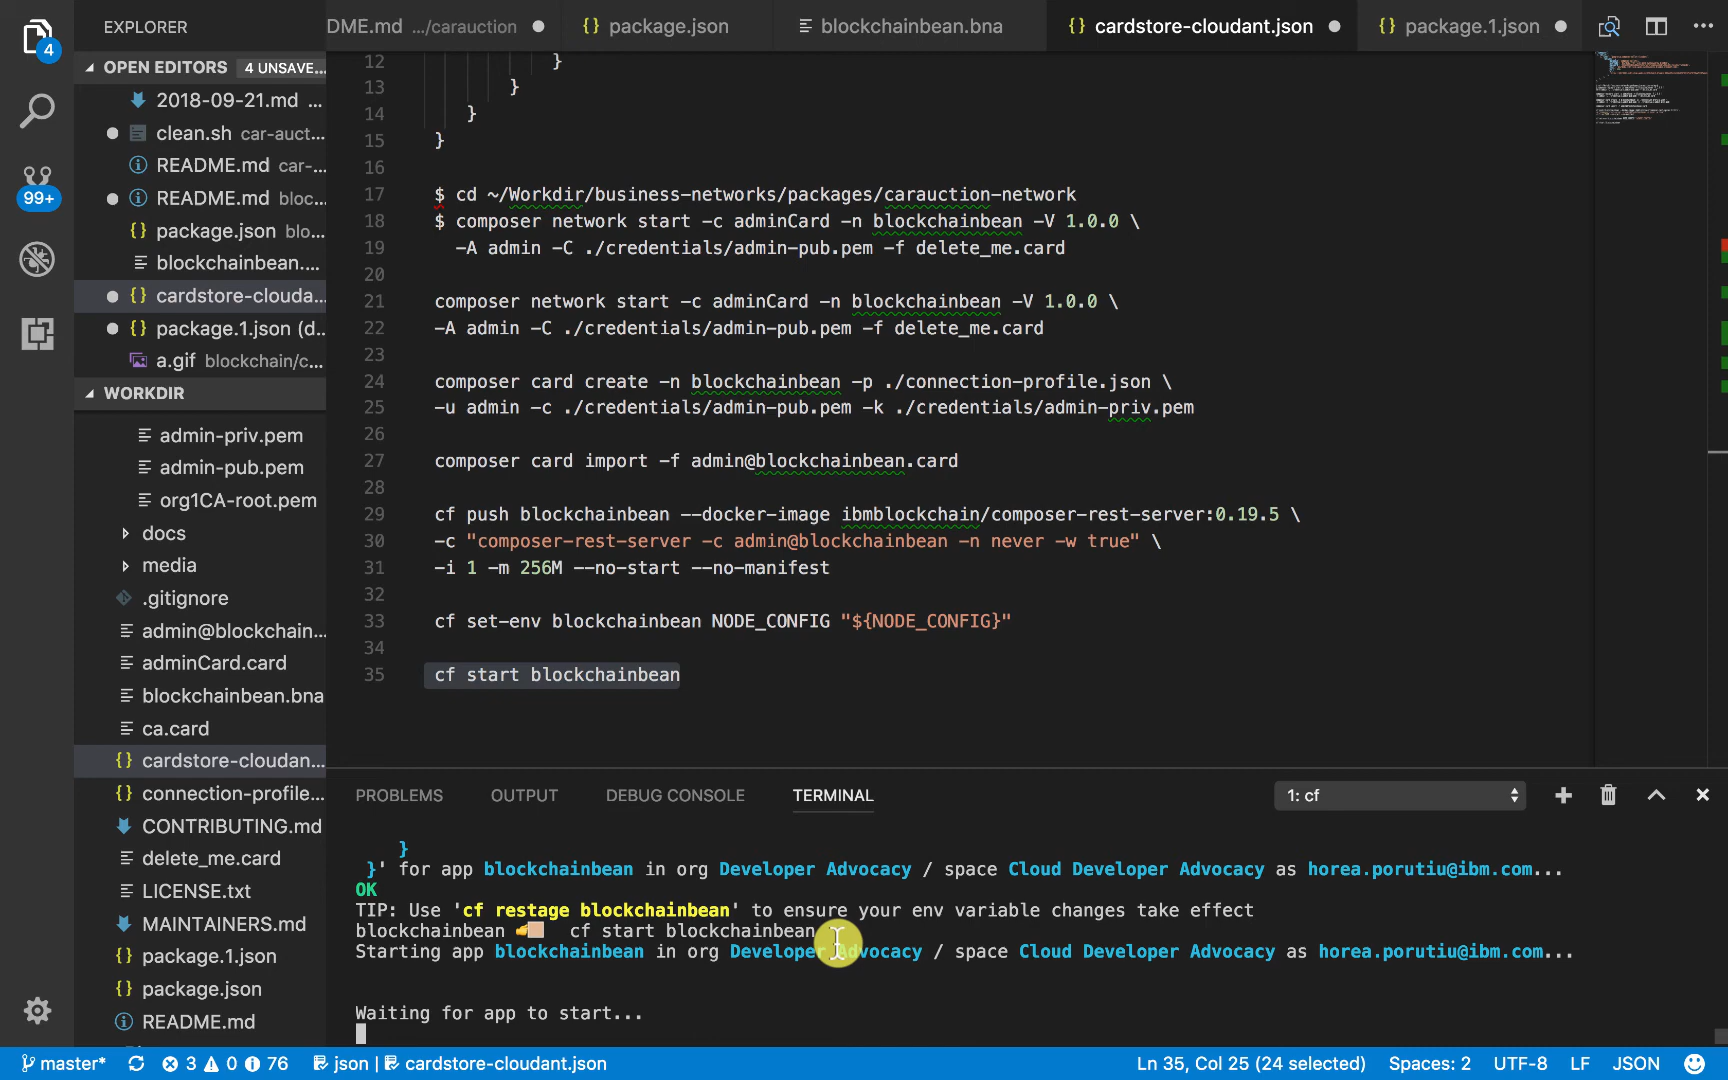 EXPLORER
DME.md .../carauction
package.json
blockchainbean.bna
cardstore-cloudant.json
package.1.json
4
99+
OPEN EDITORS 4 UNSAVE...
2018-09-21.md ...
clean.sh car-auct...
README.md car-...
README.md bloc...
package.json blo...
blockchainbean....
cardstore-clouda...
package.1.json (d...
a.gif blockchain/c...
WORKDIR
admin-priv.pem
admin-pub.pem
org1CA-root.pem
docs
media
.gitignore
admin@blockchain...
adminCard.card
blockchainbean.bna
ca.card
cardstore-cloudan...
connection-profile...
CONTRIBUTING.md
delete_me.card
LICENSE.txt
MAINTAINERS.md
package.1.json
package.json
README.md
12 }
13 }
14 }
15 }
16
17 $ cd ~/Workdir/business-networks/packages/carauction-network
18 $ composer network start -c adminCard -n blockchainbean -V 1.0.0 \
19 -A admin -C ./credentials/admin-pub.pem -f delete_me.card
20
21 composer network start -c adminCard -n blockchainbean -V 1.0.0 \
22 -A admin -C ./credentials/admin-pub.pem -f delete_me.card
23
24 composer card create -n blockchainbean -p ./connection-profile.json \
25 -u admin -c ./credentials/admin-pub.pem -k ./credentials/admin-priv.pem
26
27 composer card import -f admin@blockchainbean.card
28
29 cf push blockchainbean --docker-image ibmblockchain/composer-rest-server:0.19.5 \
30 -c "composer-rest-server -c admin@blockchainbean -n never -w true" \
31 -i 1 -m 256M --no-start --no-manifest
32
33 cf set-env blockchainbean NODE_CONFIG "${NODE_CONFIG}"
34
35 cf start blockchainbean
PROBLEMS OUTPUT DEBUG CONSOLE TERMINAL 1: cf
}
}' for app blockchainbean in org Developer Advocacy / space Cloud Developer Advocacy as horea.porutiu@ibm.com...
OK
TIP: Use 'cf restage blockchainbean' to ensure your env variable changes take effect
blockchainbean 👉🏼 cf start blockchainbean
Starting app blockchainbean in org Developer Advocacy / space Cloud Developer Advocacy as horea.porutiu@ibm.com...
Waiting for app to start...
master* 3 0 76 json | cardstore-cloudant.json Ln 35, Col 25 (24 selected) Spaces: 2 UTF-8 LF JSON